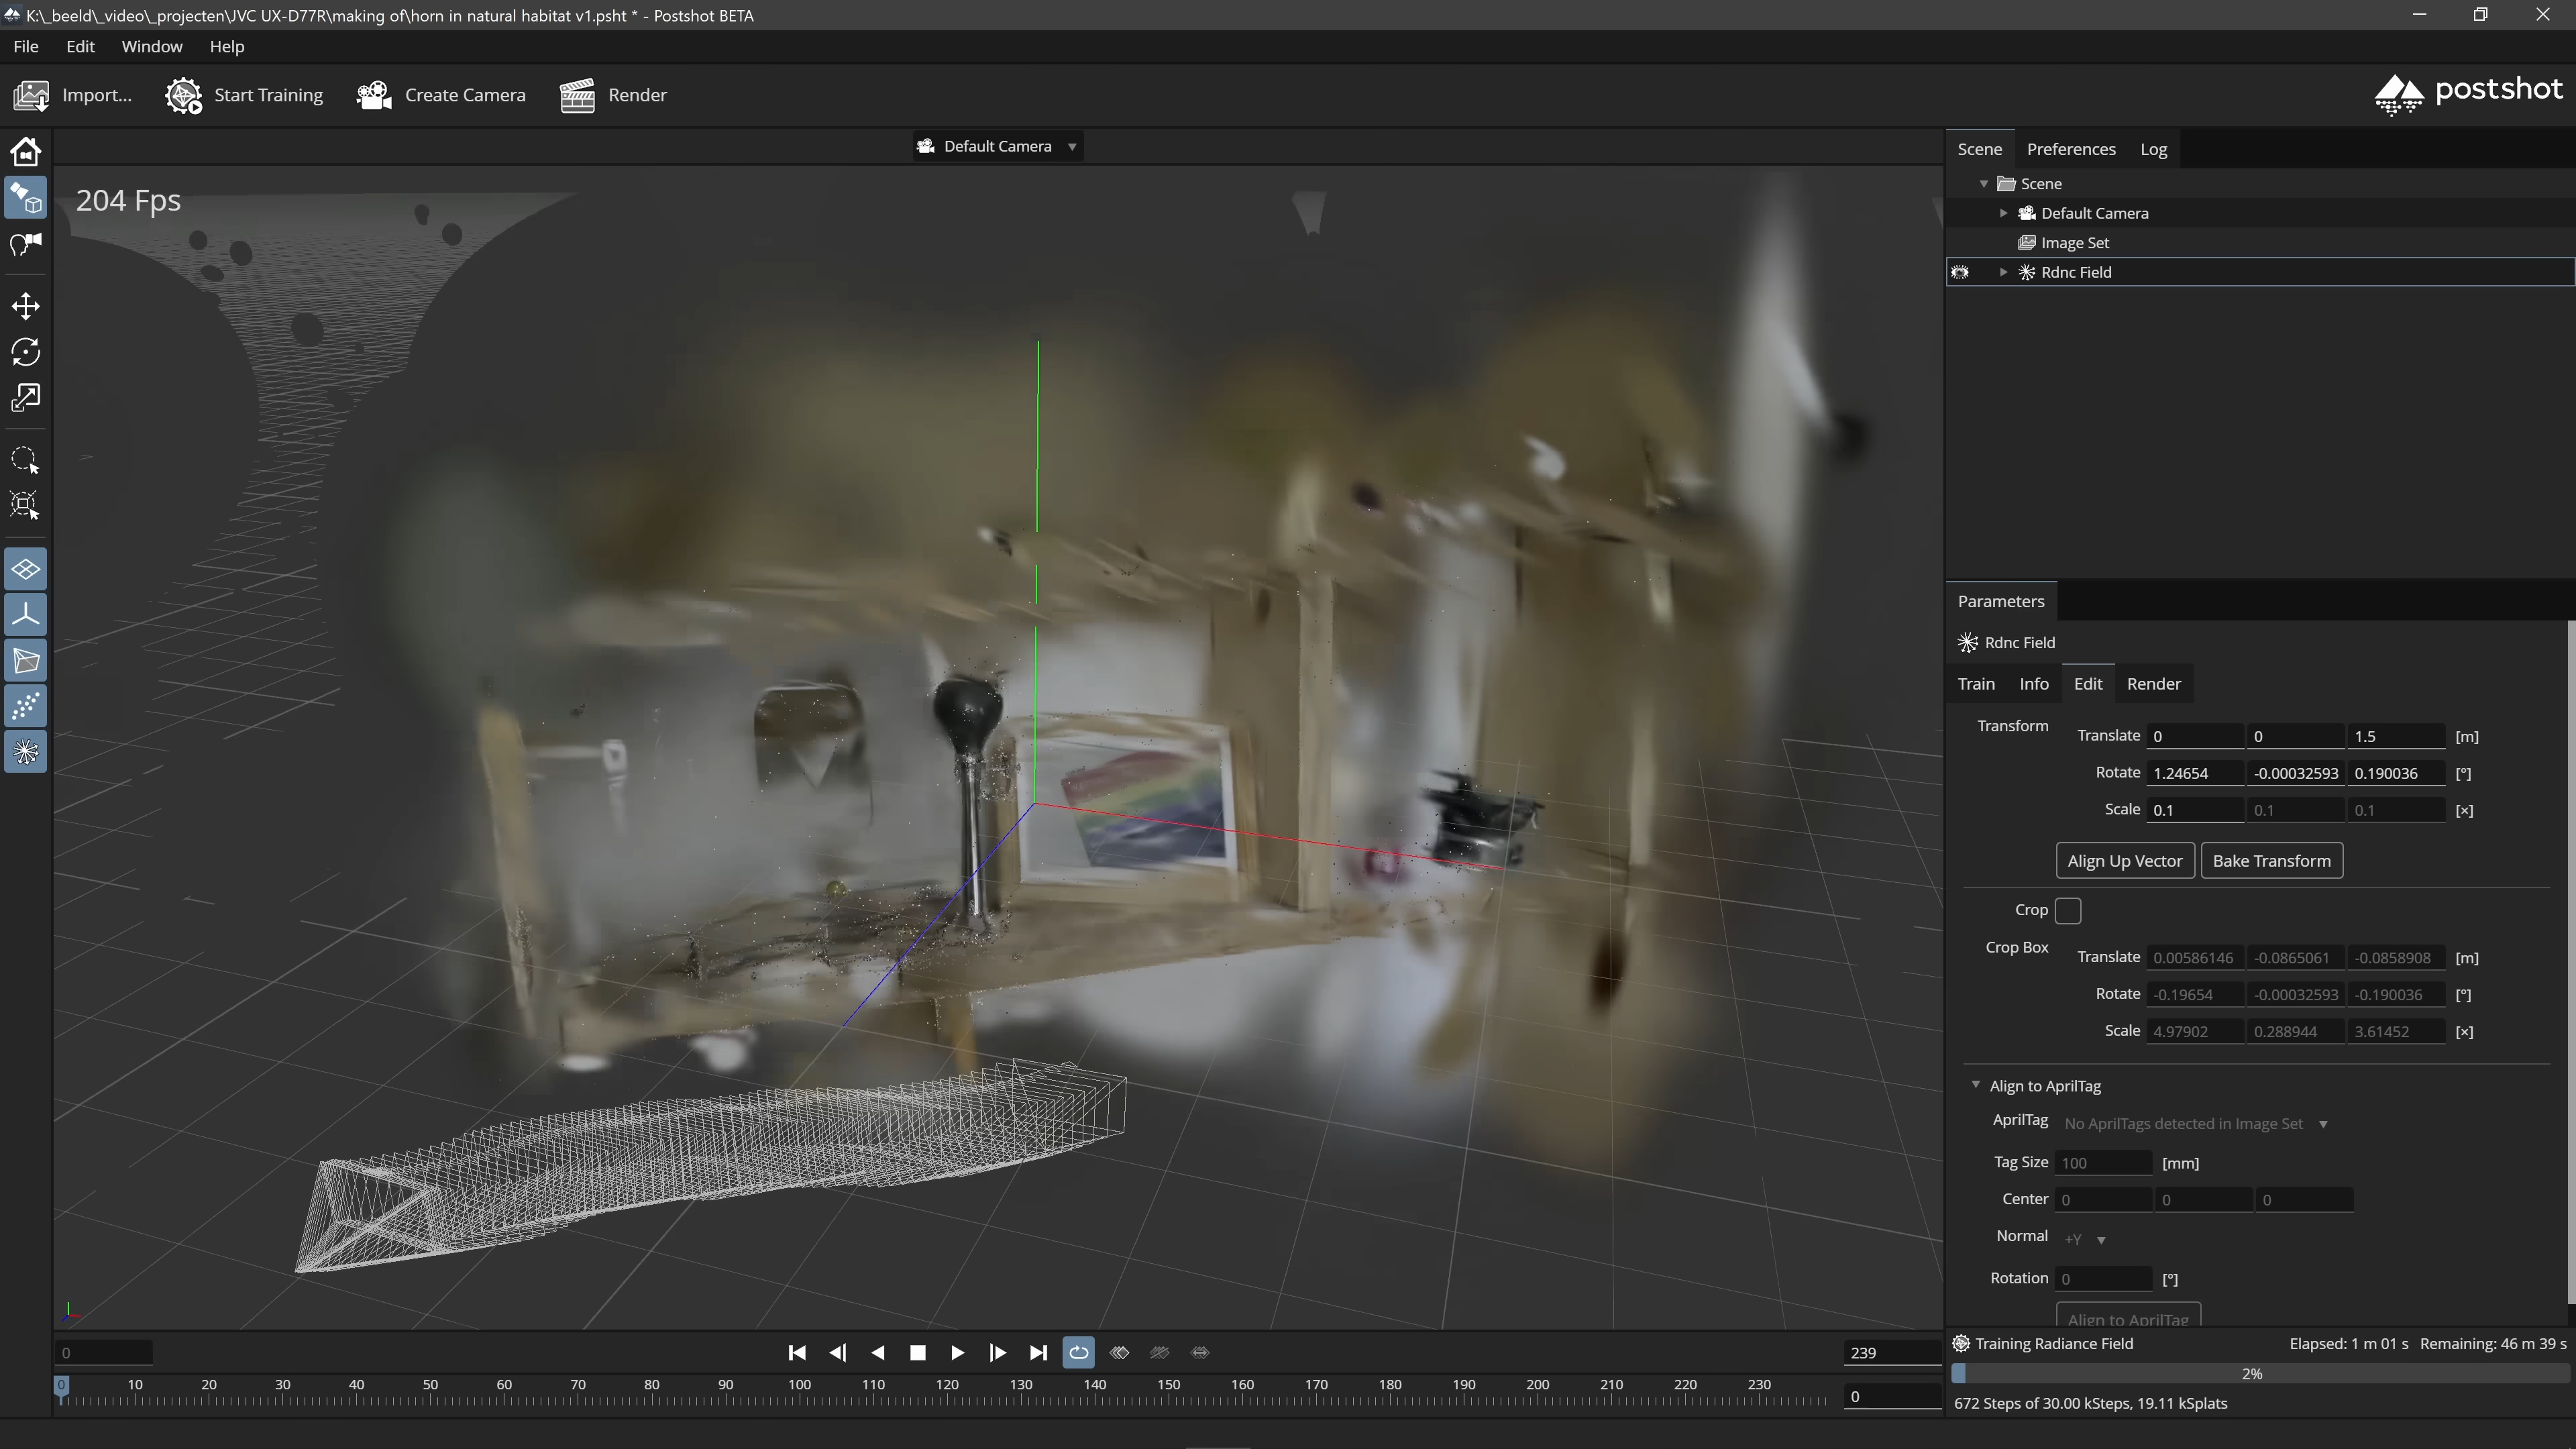 K:\_beeld\_video\_projecten\JVC UX-D77R\making of\horn in natural habitat v1.psht * - Postshot BETA
File Edit Window Help
Import... Start Training Create Camera Render
postshot
Default Camera
Scene Preferences Log
204 Fps
Scene
Default Camera
Image Set
Rdnc Field
Parameters
Rdnc Field
Train Info Edit Render
Transform
Translate 0 0 1.5 [m]
Rotate 1.24654 -0.00032593 0.190036 [°]
Scale 0.1 0.1 0.1 [×]
Align Up Vector Bake Transform
Crop
Crop Box
Translate 0.00586146 -0.0865061 -0.0858908 [m]
Rotate -0.19654 -0.00032593 -0.190036 [°]
Scale 4.97902 0.288944 3.61452 [×]
Align to AprilTag
AprilTag No AprilTags detected in Image Set
Tag Size 100 [mm]
Center 0 0 0
Normal +Y
Rotation 0 [°]
Align to AprilTag
0 239
Training Radiance Field Elapsed: 1 m 01 s Remaining: 46 m 39 s
2%
0 10 20 30 40 50 60 70 80 90 100 110 120 130 140 150 160 170 180 190 200 210 220 230 0
672 Steps of 30.00 kSteps, 19.11 kSplats